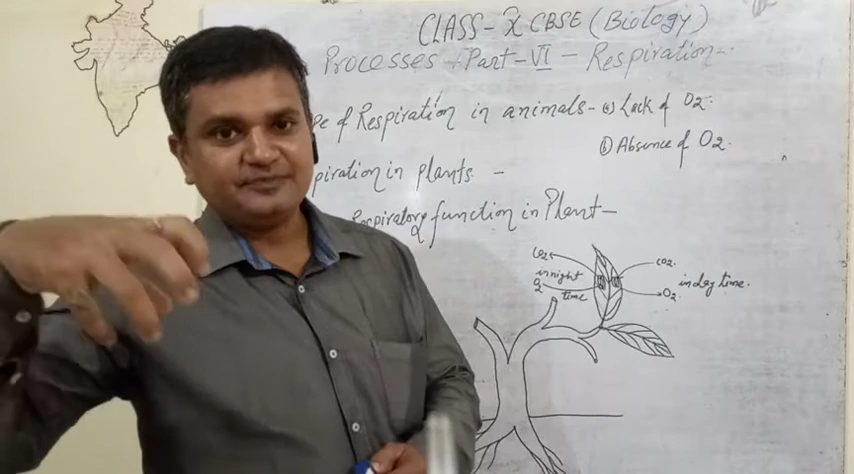 CLASS-X CBSE (Biology)
Processes - Part-VI - Respiration -
pe of Respiration in animals - (a) Lack of O2
(b) Absence of O2.
piration in plants -
Respiratory function in Plant -
CO2
CO2
in night
O2
time
O2
in day time.